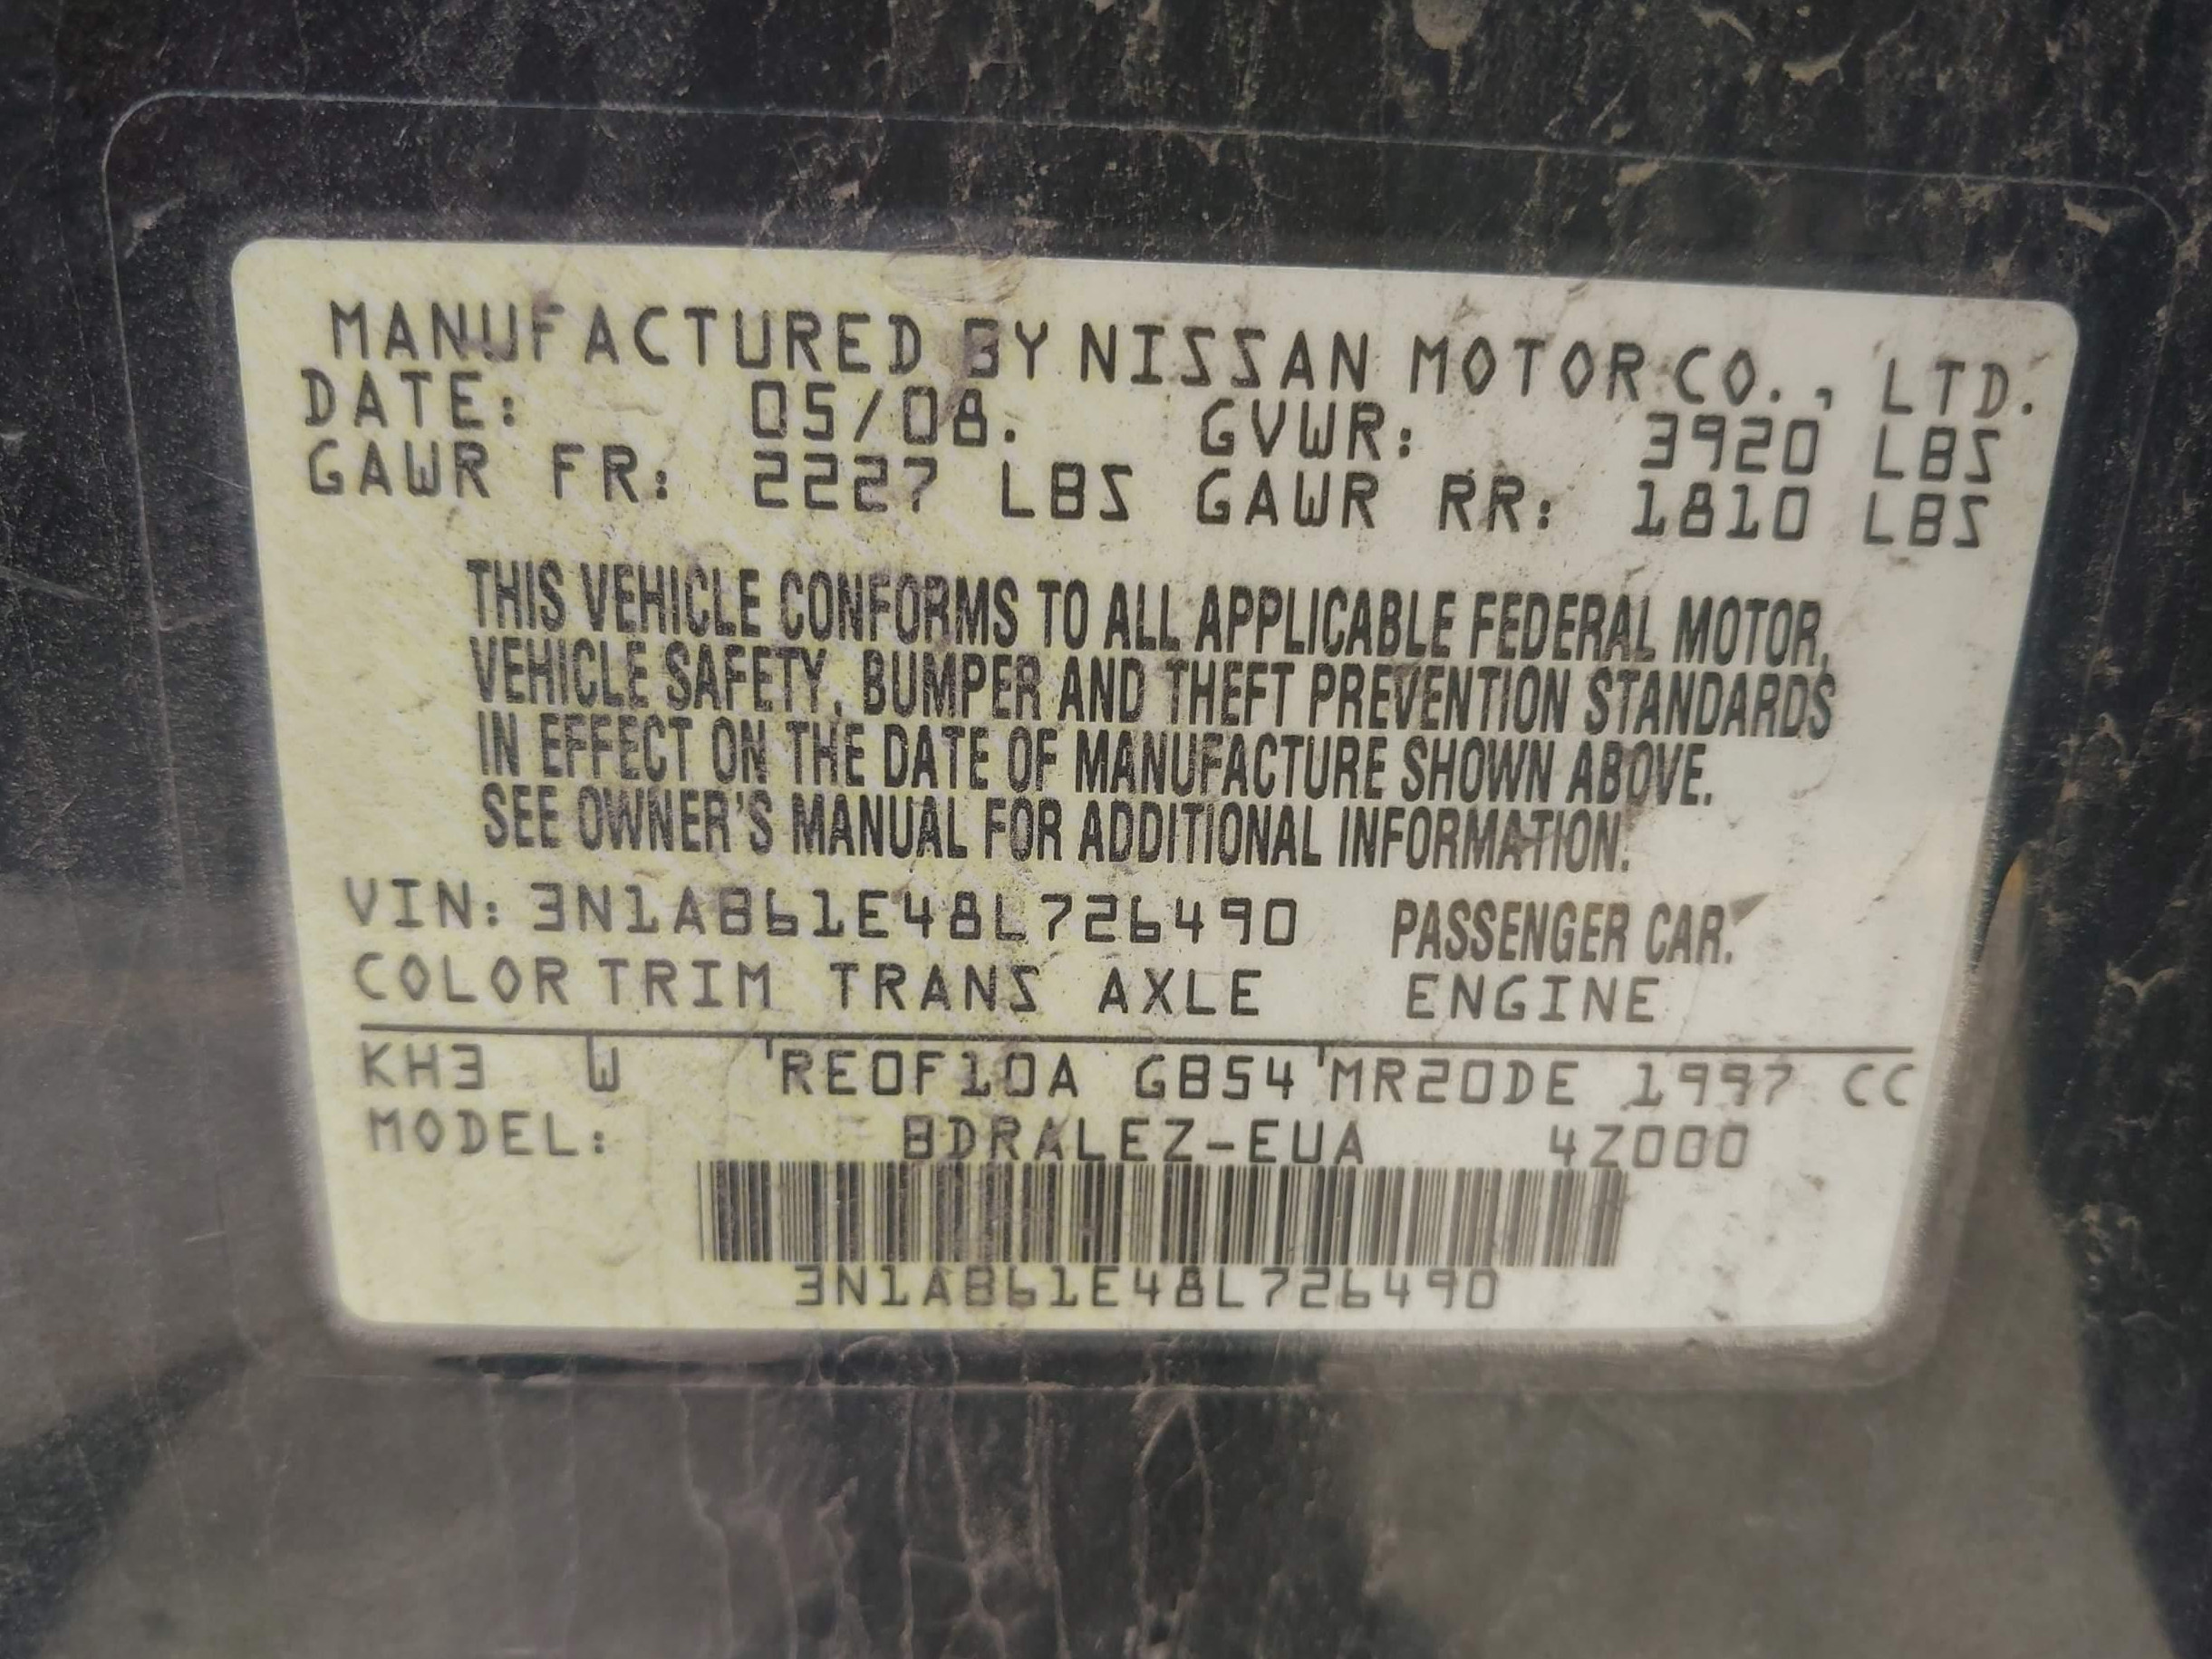 MANUFACTURED BY NISSAN MOTOR CO., LTD.
DATE: 05/08. GVWR: 3920 LBS
GAWR FR: 2227 LBS GAWR RR: 1810 LBS
THIS VEHICLE CONFORMS TO ALL APPLICABLE FEDERAL MOTOR,
VEHICLE SAFETY, BUMPER AND THEFT PREVENTION STANDARDS
IN EFFECT ON THE DATE OF MANUFACTURE SHOWN ABOVE.
SEE OWNER'S MANUAL FOR ADDITIONAL INFORMATION.
VIN: 3N1AB61E48L726490 PASSENGER CAR.
COLOR TRIM TRANS AXLE ENGINE
KH3 W 'RE0F10A GB54'MR20DE 1997 CC
MODEL: BDRALEZ-EUA 4Z000
3N1AB61E48L726490